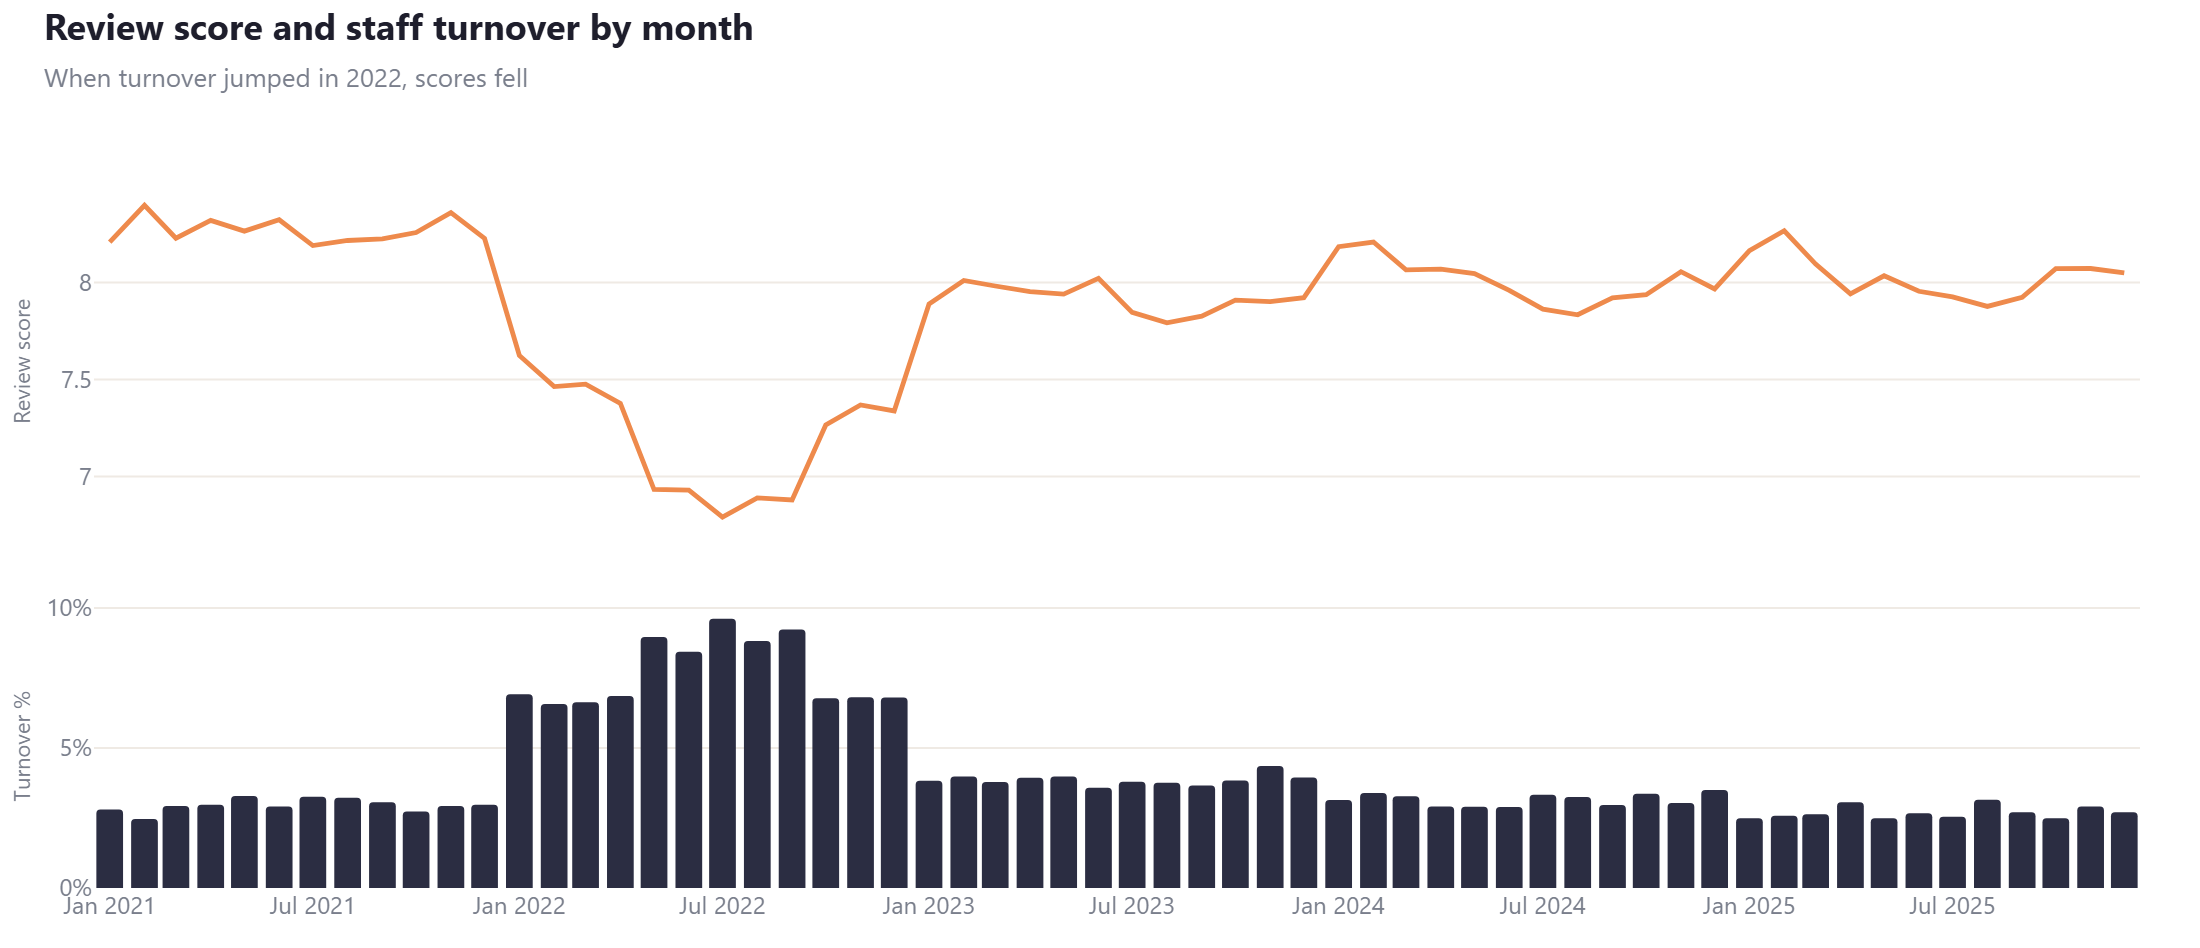 Review score and staff turnover by month
When turnover jumped in 2022, scores fell
Review score
8
7.5
7
Turnover %
10%
5%
0%
Jan 2021
Jul 2021
Jan 2022
Jul 2022
Jan 2023
Jul 2023
Jan 2024
Jul 2024
Jan 2025
Jul 2025